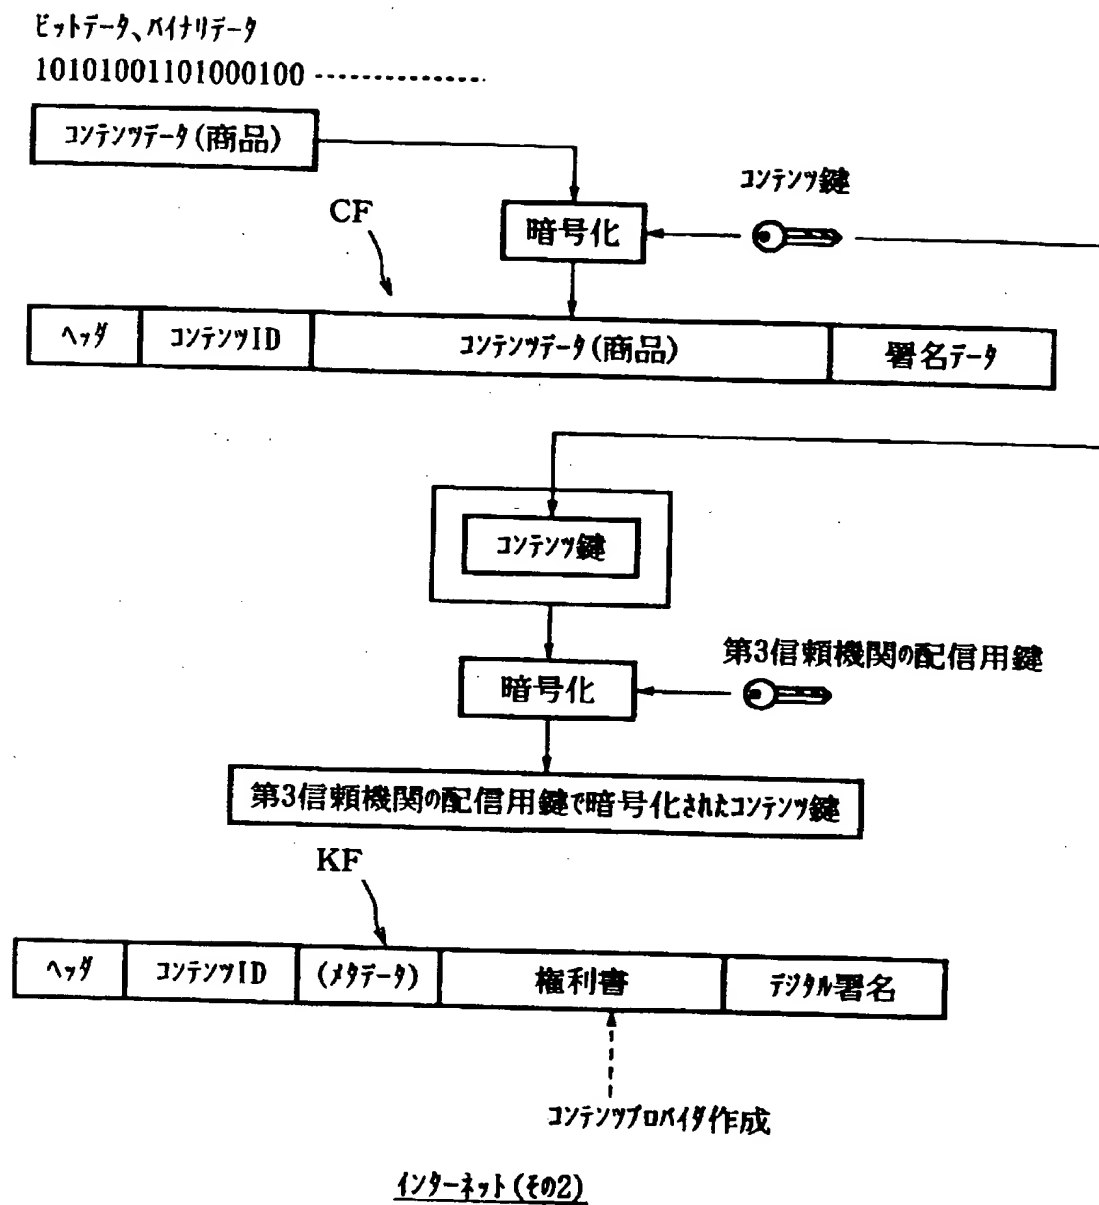 ビットデータ、バイナリデータ
10101001101000100 ---------------
コンテンツデータ(商品)
コンテンツ鍵
CF
暗号化
ヘッダ コンテンツID コンテンツデータ(商品) 署名データ
コンテンツ鍵
第3信頼機関の配信用鍵
暗号化
第3信頼機関の配信用鍵で暗号化されたコンテンツ鍵
KF
ヘッダ コンテンツID (メタデータ) 権利書 デジタル署名
コンテンツプロバイダ作成
インターネット(その2)